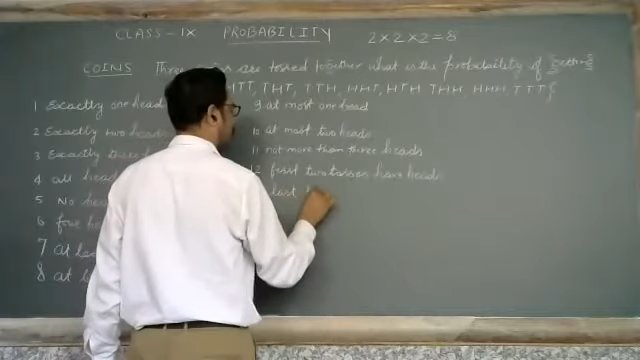 CLASS - IX PROBABILITY 2×2×2=8
COINS Three are tossed together what is the probability of getting
HTT, THT, TTH, HHT, HTH THH, HHH, TTT}
1 Exactly one head 9 at most one head
2 Exactly two heads 10 at most two heads
3 Exactly 11 not more than three heads
4 all head 12 first two tosses have heads
5 No last
6
7 at
8 at